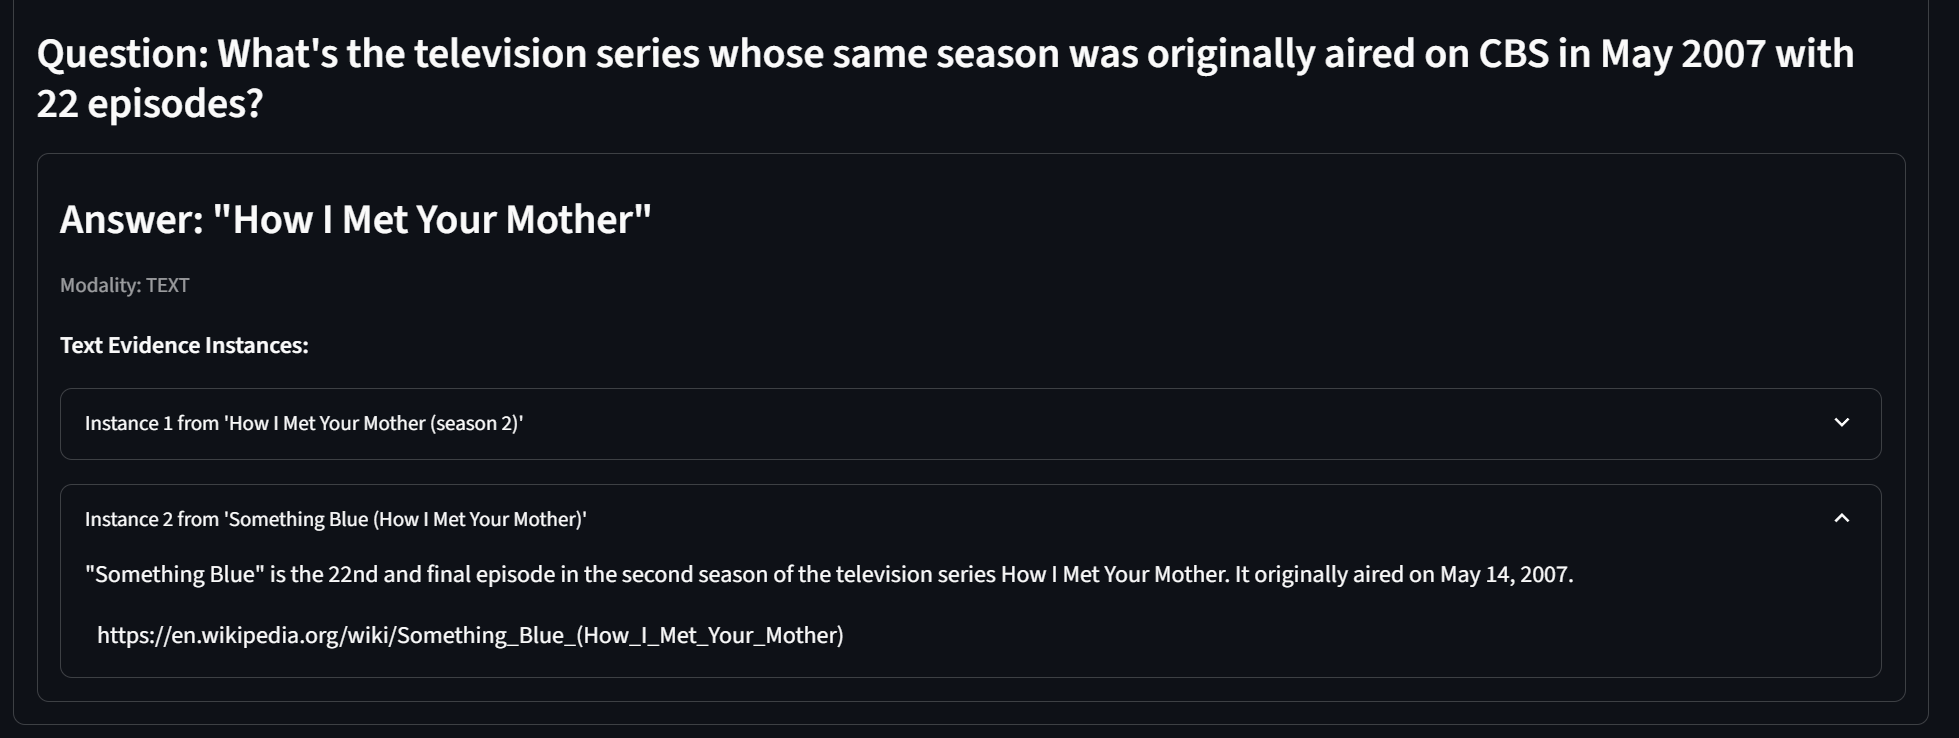 Question: What's the television series whose same season was originally aired on CBS in May 2007 with
22 episodes?
Answer: "How I Met Your Mother"
Modality: TEXT
Text Evidence Instances:
Instance 1 from 'How I Met Your Mother (season 2)'
Instance 2 from 'Something Blue (How I Met Your Mother)'
"Something Blue" is the 22nd and final episode in the second season of the television series How I Met Your Mother. It originally aired on May 14, 2007.
https://en.wikipedia.org/wiki/Something_Blue_(How_I_Met_Your_Mother)